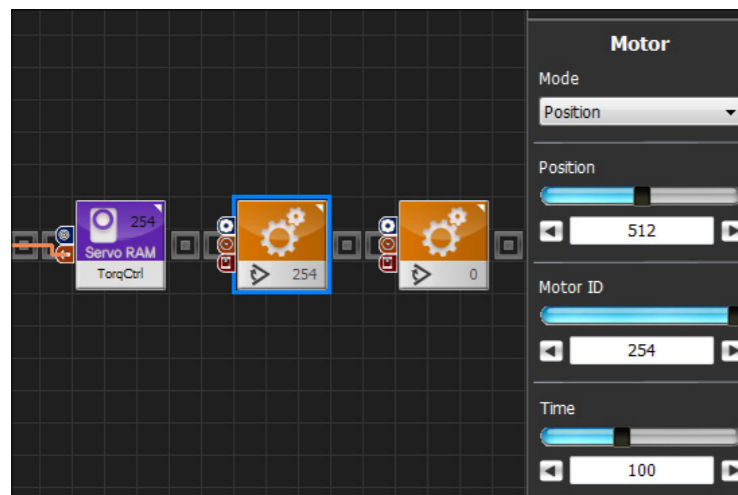 254
Servo RAM
TorqCtrl
254
0
Motor
Mode
Position
Position
512
Motor ID
254
Time
100